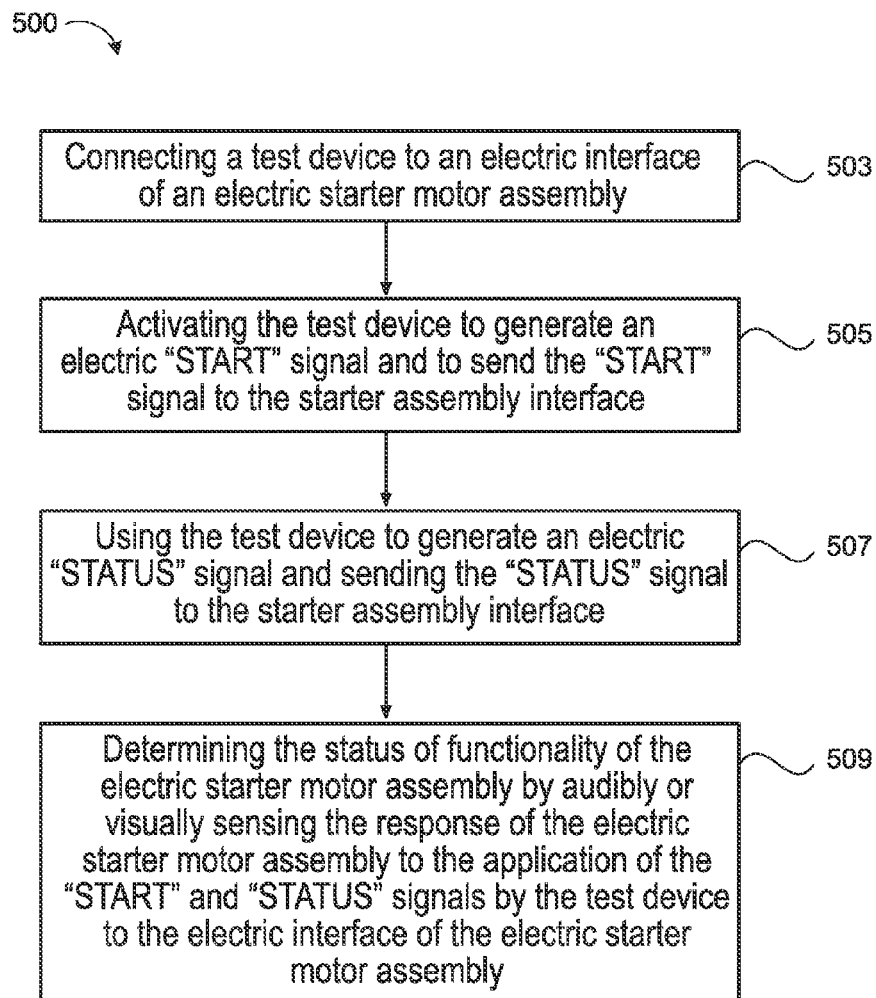 500
Connecting a test device to an electric interface
of an electric starter motor assembly
503
Activating the test device to generate an
electric “START” signal and to send the “START”
signal to the starter assembly interface
505
Using the test device to generate an electric
“STATUS” signal and sending the “STATUS” signal
to the starter assembly interface
507
Determining the status of functionality of the
electric starter motor assembly by audibly or
visually sensing the response of the electric
starter motor assembly to the application of the
“START” and “STATUS” signals by the test device
to the electric interface of the electric starter
motor assembly
509